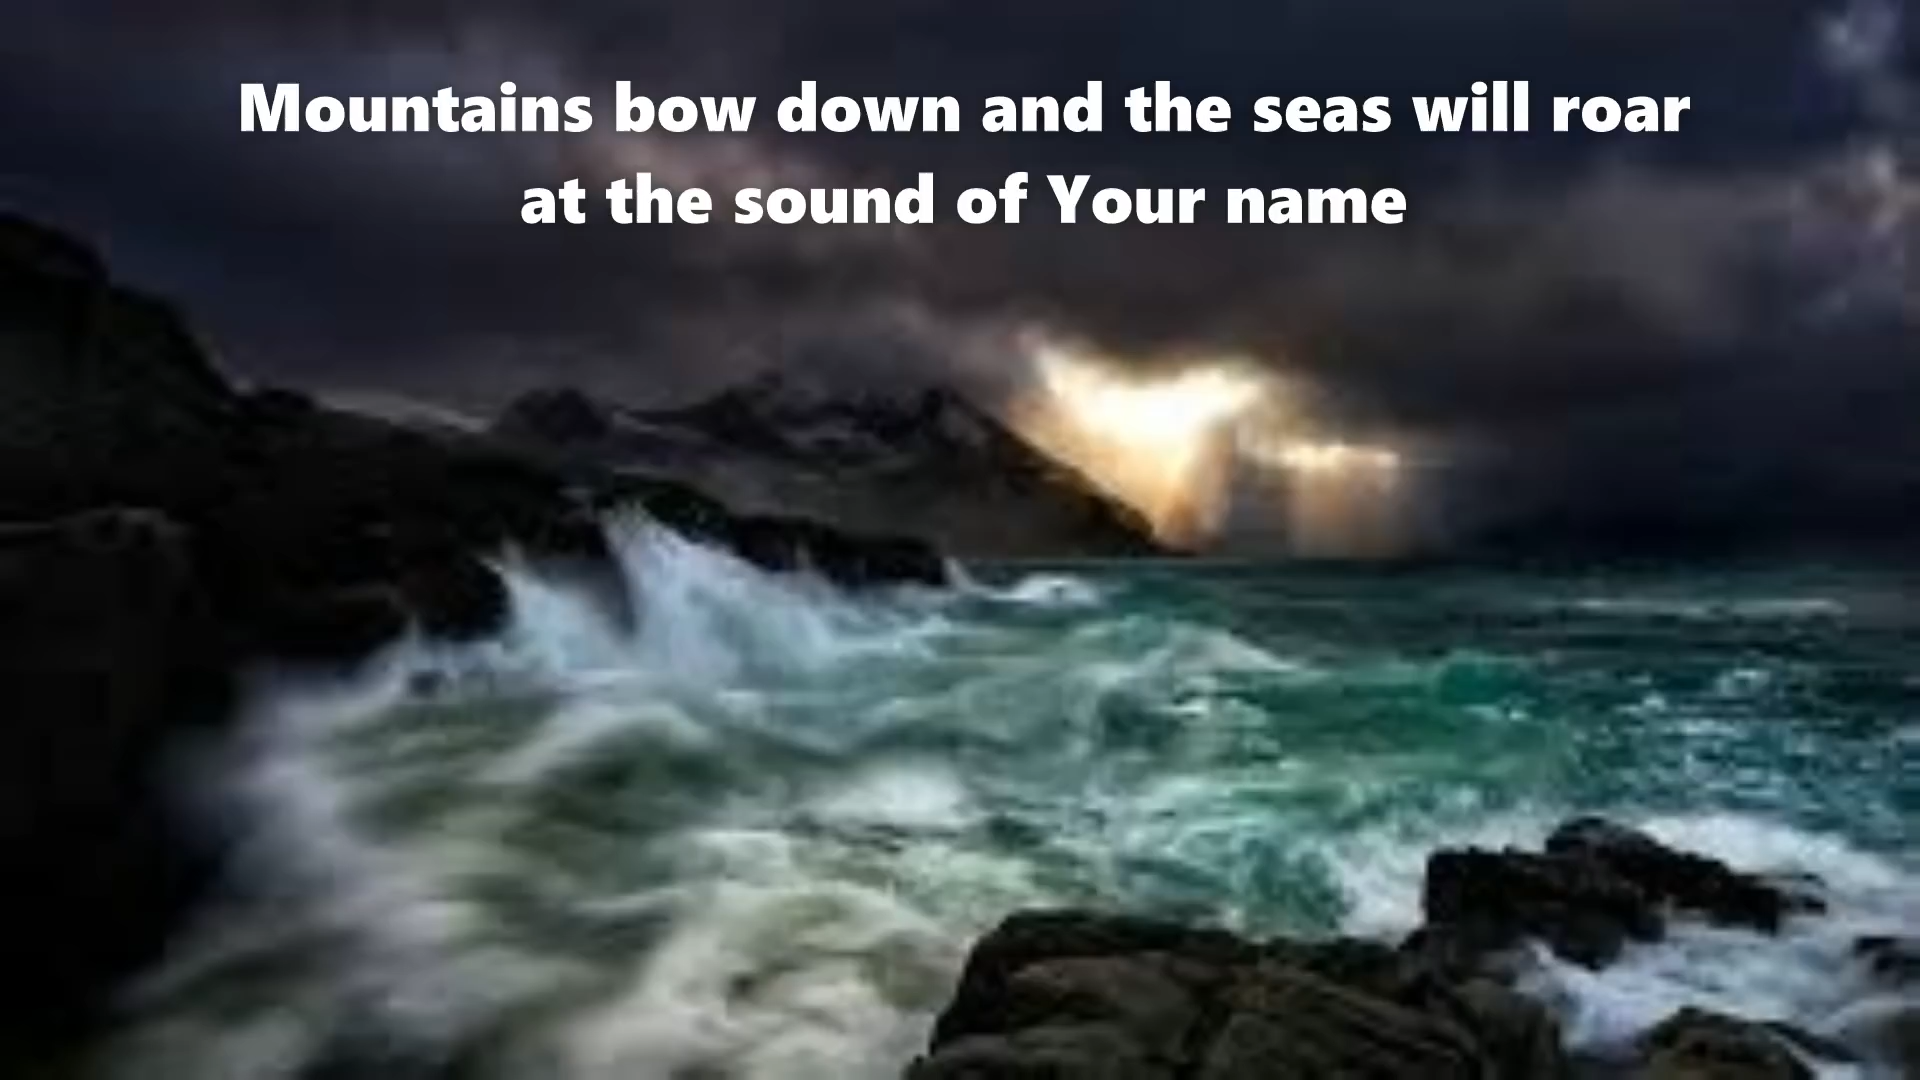 Mountains bow down and the seas will roar
at the sound of Your name